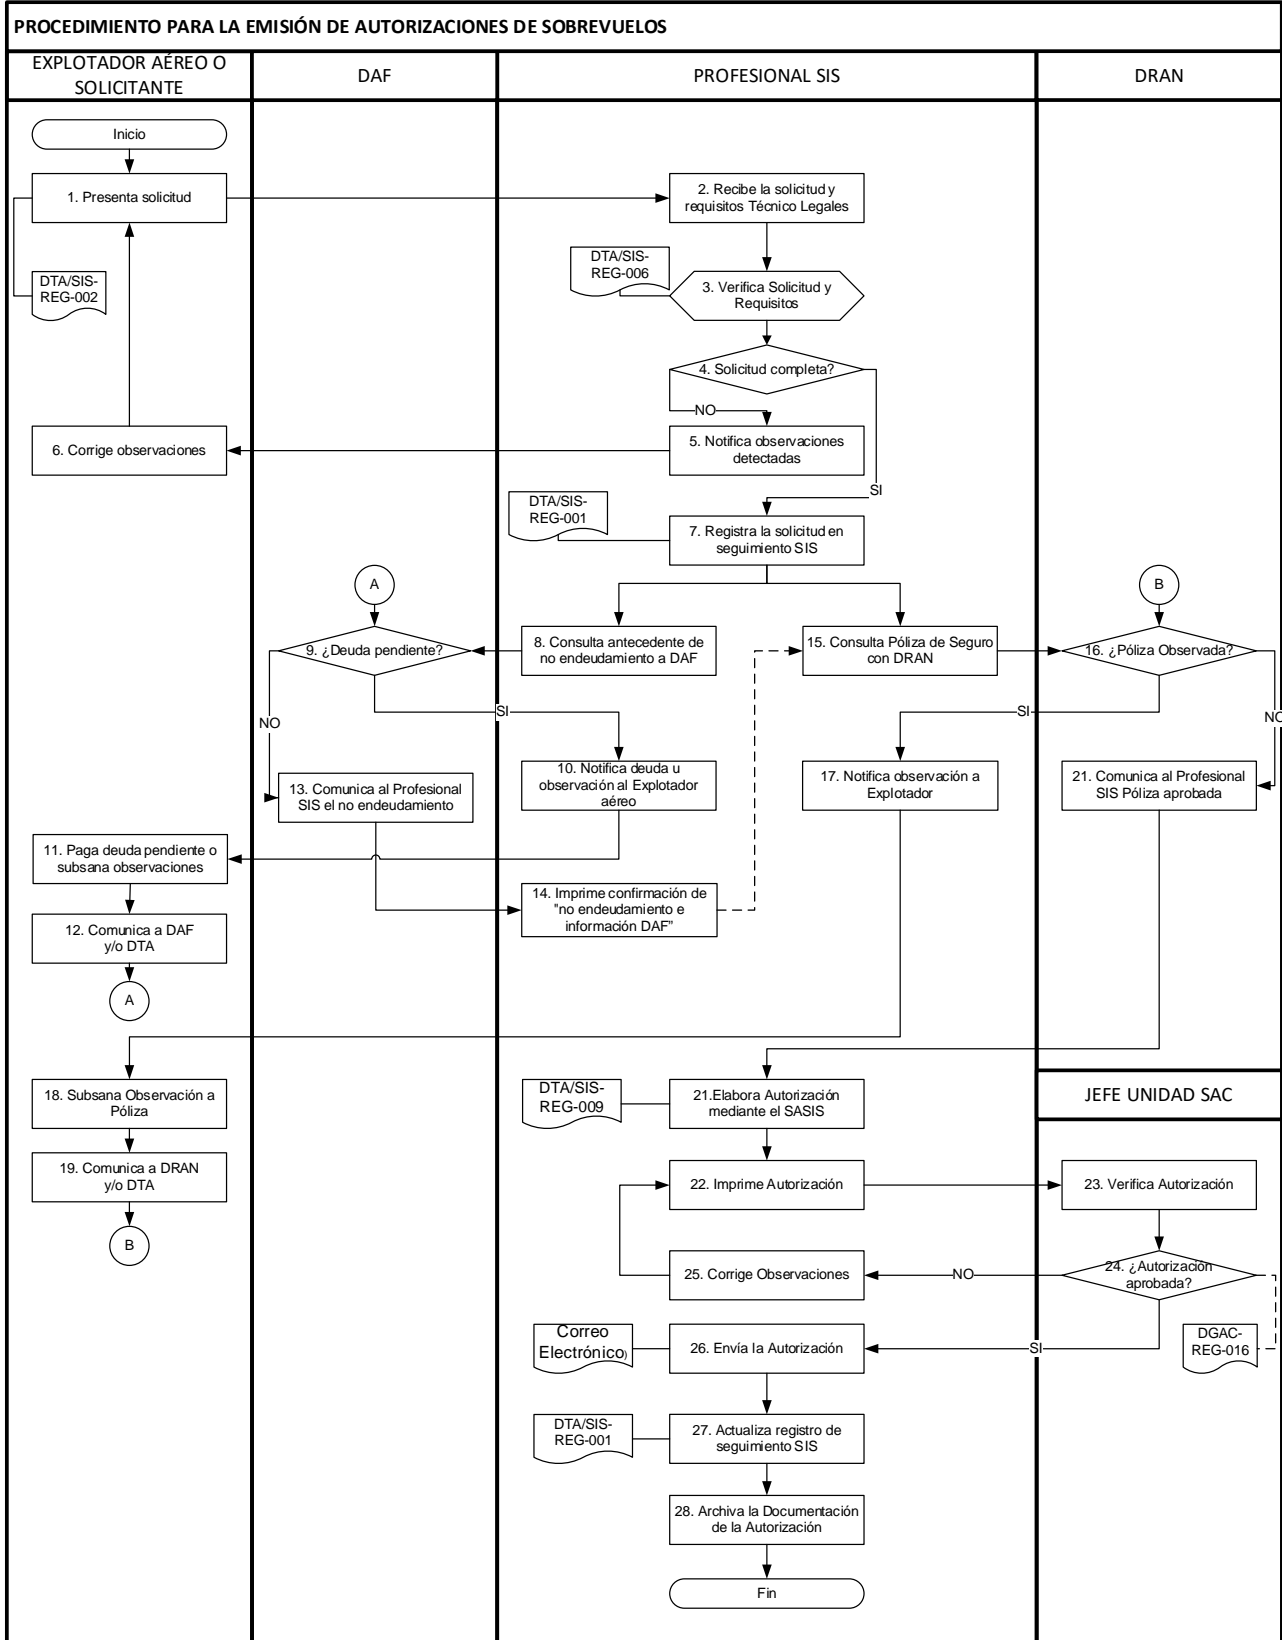 PROCEDIMIENTO PARA LA EMISIÓN DE AUTORIZACIONES DE SOBREVUELOS
EXPLOTADOR AÉREO O
SOLICITANTE
DAF
PROFESIONAL SIS
DRAN
Inicio
1. Presenta solicitud
2. Recibe la solicitud y
requisitos Técnico Legales
DTA/SIS-
REG-002
DTA/SIS-
REG-006
3. Verifica Solicitud y
Requisitos
4. Solicitud completa?
NO
5. Notifica observaciones
detectadas
6. Corrige observaciones
SI
DTA/SIS-
REG-001
7. Registra la solicitud en
seguimiento SIS
A
B
9. ¿Deuda pendiente?
8. Consulta antecedente de
no endeudamiento a DAF
15. Consulta Póliza de Seguro
con DRAN
16. ¿Póliza Observada?
NO
SI
SI
NO
13. Comunica al Profesional
SIS el no endeudamiento
10. Notifica deuda u
observación al Explotador
aéreo
17. Notifica observación a
Explotador
21. Comunica al Profesional
SIS Póliza aprobada
11. Paga deuda pendiente o
subsana observaciones
14. Imprime confirmación de
"no endeudamiento e
información DAF"
12. Comunica a DAF
y/o DTA
A
18. Subsana Observación a
Póliza
DTA/SIS-
REG-009
21.Elabora Autorización
mediante el SASIS
JEFE UNIDAD SAC
19. Comunica a DRAN
y/o DTA
22. Imprime Autorización
23. Verifica Autorización
B
25. Corrige Observaciones
NO
24. ¿Autorización
aprobada?
Correo
Electrónico)
26. Envía la Autorización
SI
DGAC-
REG-016
DTA/SIS-
REG-001
27. Actualiza registro de
seguimiento SIS
28. Archiva la Documentación
de la Autorización
Fin